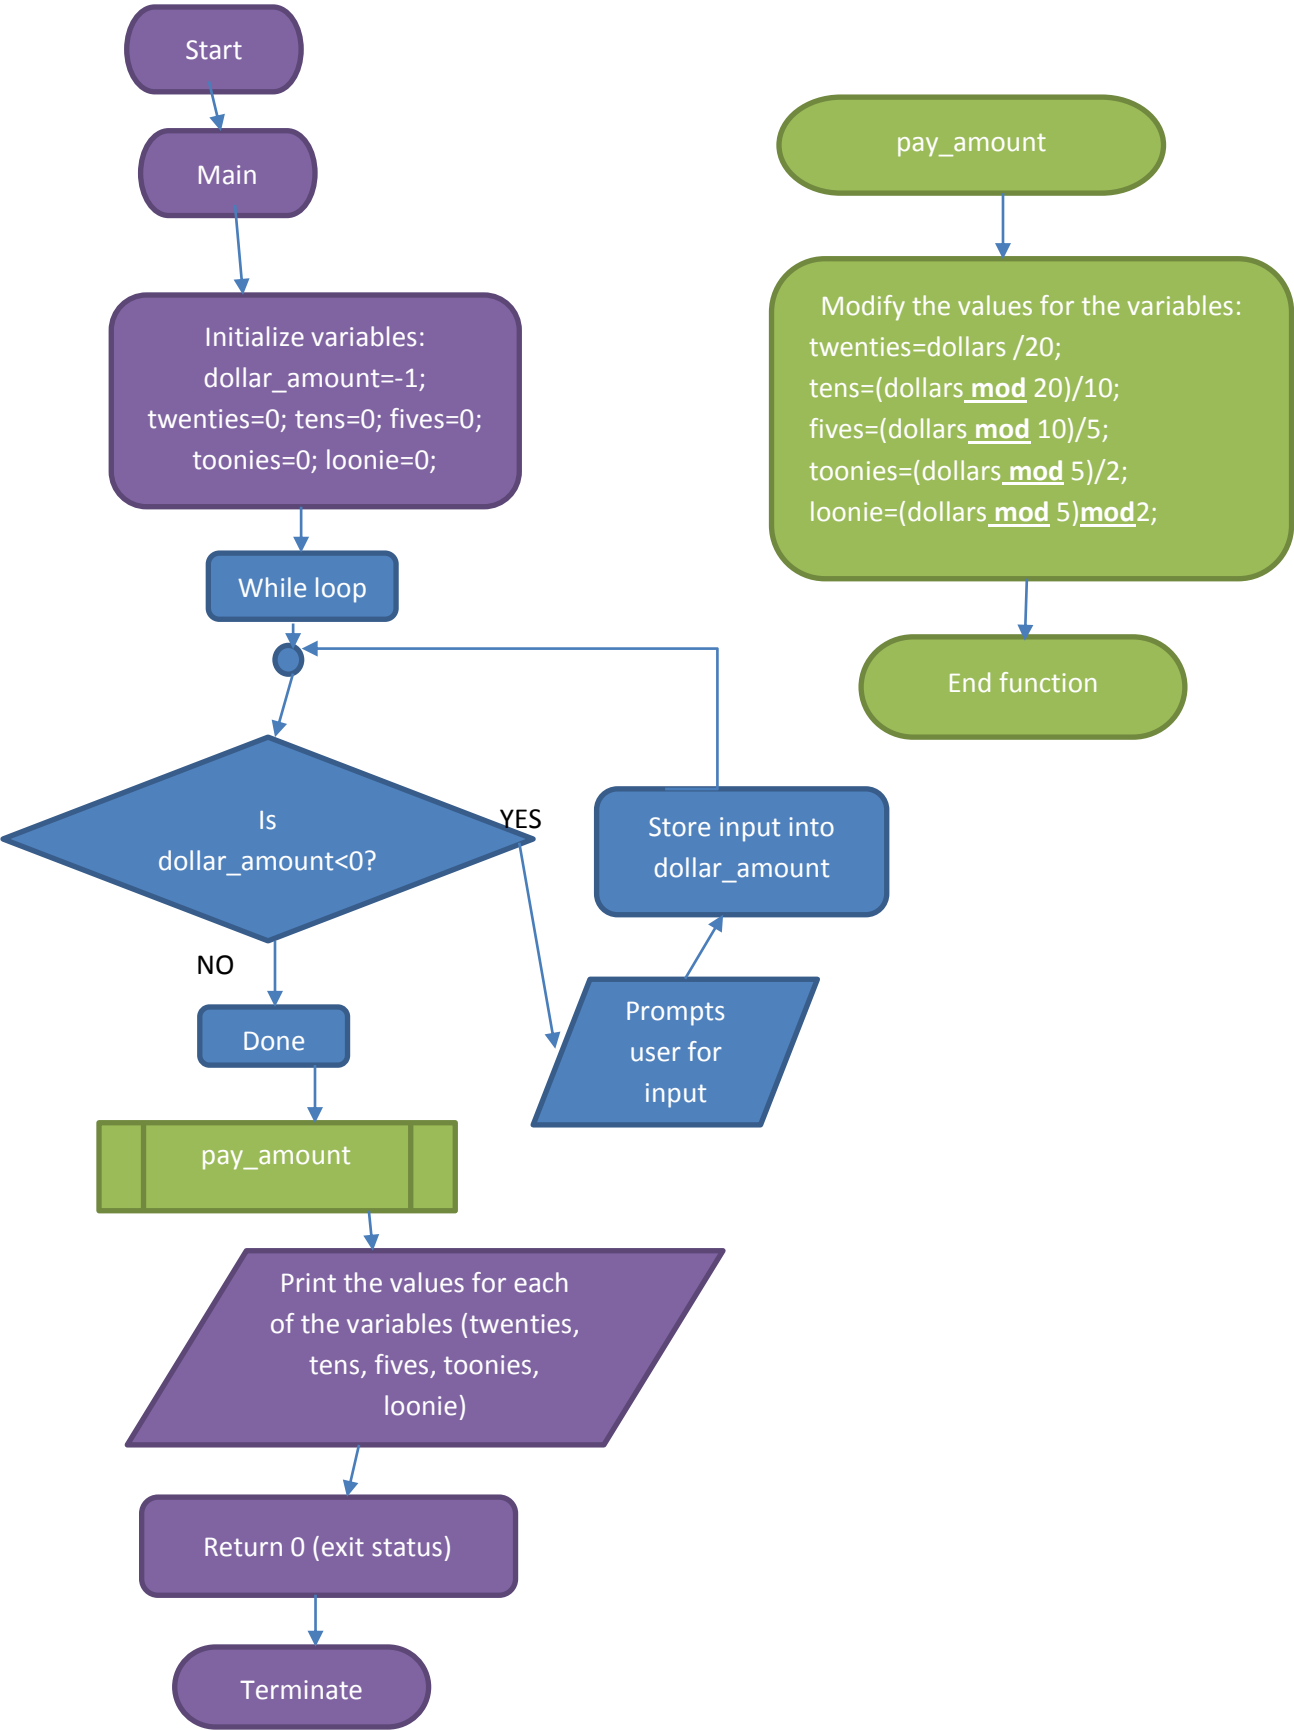 Start
Main
Initialize variables:
dollar_amount=-1;
twenties=0; tens=0; fives=0;
toonies=0; loonie=0;
While loop
Is
dollar_amount<0?
YES
NO
Store input into
dollar_amount
Prompts
user for
input
Done
pay_amount
Print the values for each
of the variables (twenties,
tens, fives, toonies,
loonie)
Return 0 (exit status)
Terminate
pay_amount
Modify the values for the variables:
twenties=dollars /20;
tens=(dollars mod 20)/10;
fives=(dollars mod 10)/5;
toonies=(dollars mod 5)/2;
loonie=(dollars mod 5)mod2;
End function